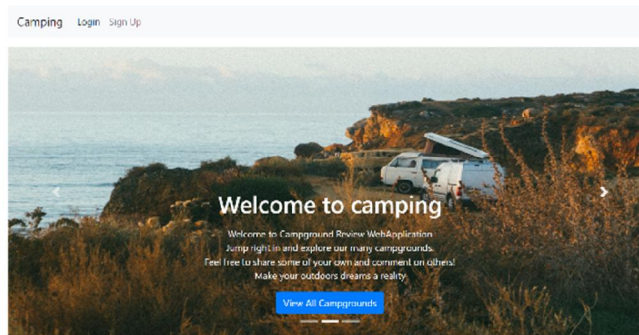 Camping Login Sign Up
Welcome to camping
Welcome to Campground Review WebApplication
Jump right in and explore our many campgrounds.
Feel free to share some of your own and comment on others!
Make your outdoors dreams a reality
View All Campgrounds